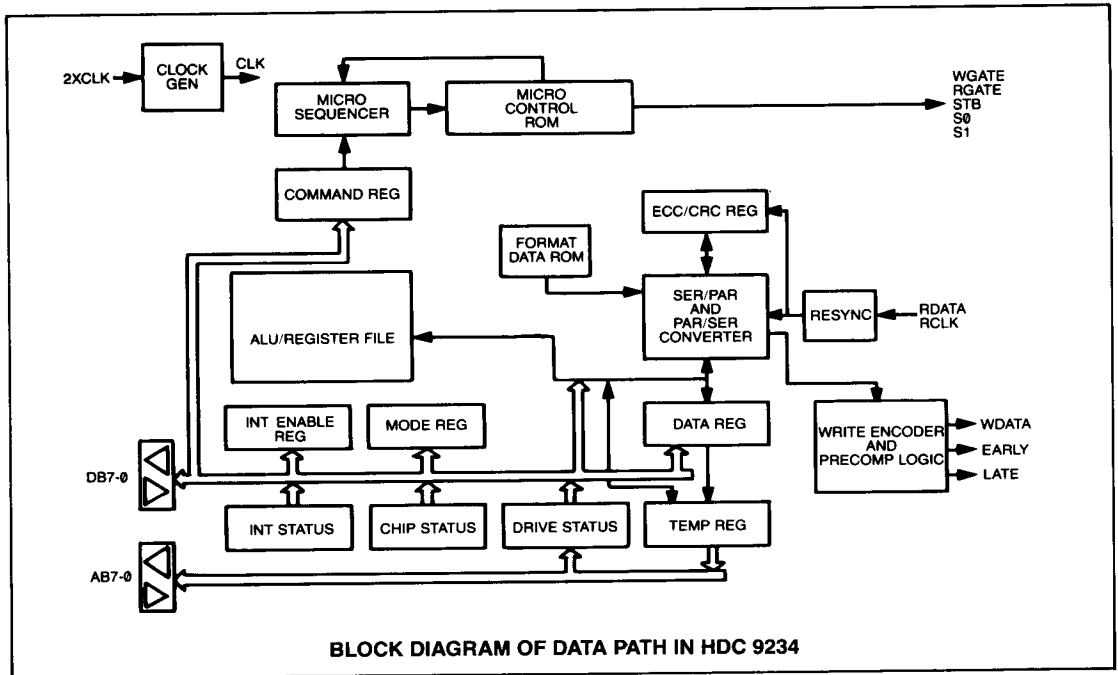 2XCLK
CLOCK
GEN
CLK
MICRO
SEQUENCER
MICRO
CONTROL
ROM
WGATE
RGATE
STB
S0
S1
COMMAND REG
ECC/CRC REG
FORMAT
DATA ROM
SER/PAR
AND
PAR/SER
CONVERTER
RESYNC
RDATA
RCLK
ALU/REGISTER FILE
INT ENABLE
REG
MODE REG
DATA REG
WRITE ENCODER
AND
PRECOMP LOGIC
WDATA
EARLY
LATE
DB7-0
INT STATUS
CHIP STATUS
DRIVE STATUS
TEMP REG
AB7-0
BLOCK DIAGRAM OF DATA PATH IN HDC 9234